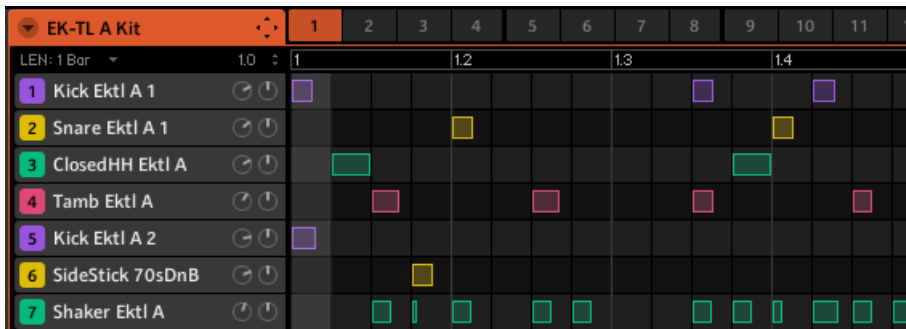 EK-TL A Kit 1 2 3 4 5 6 7 8 9 10 11
LEN: 1 Bar 1.0 1 1.2 1.3 1.4
1 Kick Ektl A 1
2 Snare Ektl A 1
3 ClosedHH Ektl A
4 Tamb Ektl A
5 Kick Ektl A 2
6 SideStick 70sDnB
7 Shaker Ektl A